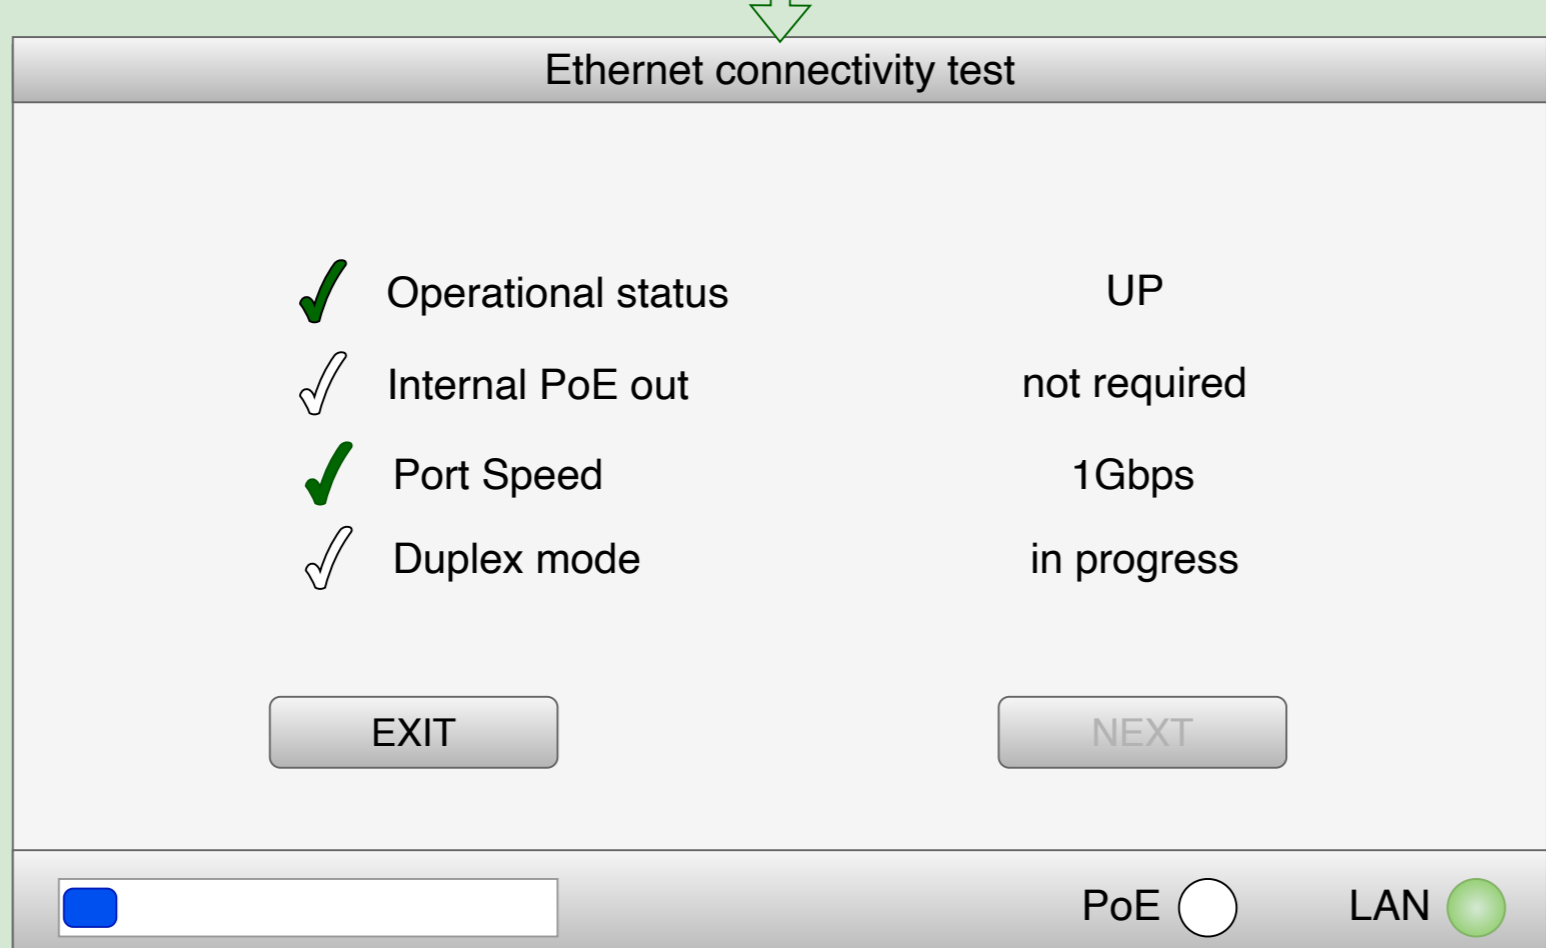 Ethernet connectivity test
Operational status UP
Internal PoE out not required
Port Speed 1Gbps
Duplex mode in progress
EXIT NEXT
PoE LAN